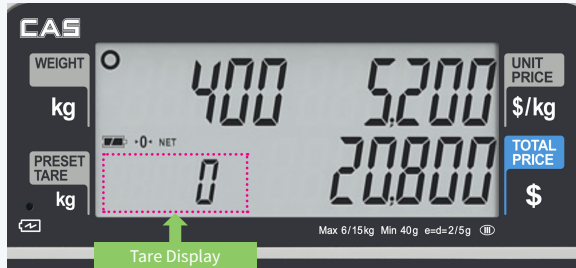 CAS
WEIGHT
kg
400
5,200
UNIT
PRICE
$/kg
•0• NET
PRESET
TARE
kg
0
20,800
TOTAL
PRICE
$
Max 6/15kg Min 40g e=d=2/5g III
Tare Display